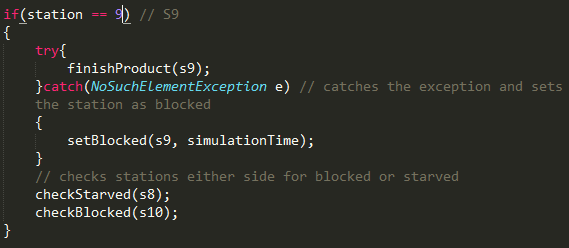 if(station == 9) // S9
{
try{
finishProduct(s9);
}catch(NoSuchElementException e) // catches the exception and sets
the station as blocked
{
setBlocked(s9, simulationTime);
}
// checks stations either side for blocked or starved
checkStarved(s8);
checkBlocked(s10);
}